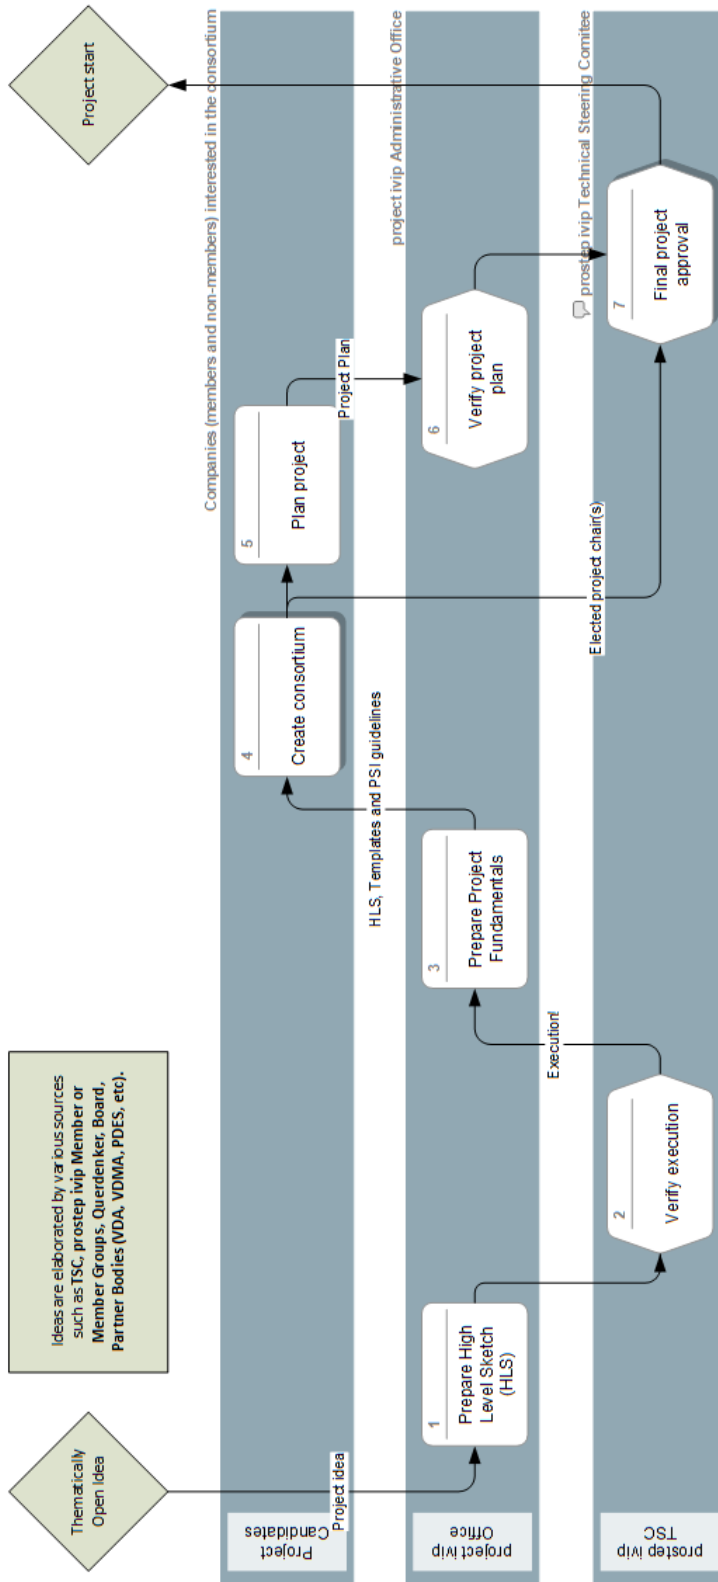 Thematically
Open Idea
Ideas are elaborated by various sources
such as TSC, prostep ivip Member or
Member Groups, Querdenker, Board,
Partner Bodies (VDA, VDMA, PDES, etc).
Project start
Project
Candidates
Companies (members and non-members) interested in the consortium
Project idea
4
Create consortium
5
Plan project
Project Plan
HLS, Templates and PSI guidelines
project ivip
Office
project ivip Administrative Office
1
Prepare High
Level Sketch
(HLS)
3
Prepare Project
Fundamentals
6
Verify project
plan
Execution!
Elected project chair(s)
prostep ivip
TSC
prostep ivip Technical Steering Comitee
2
Verify execution
7
Final project
approval